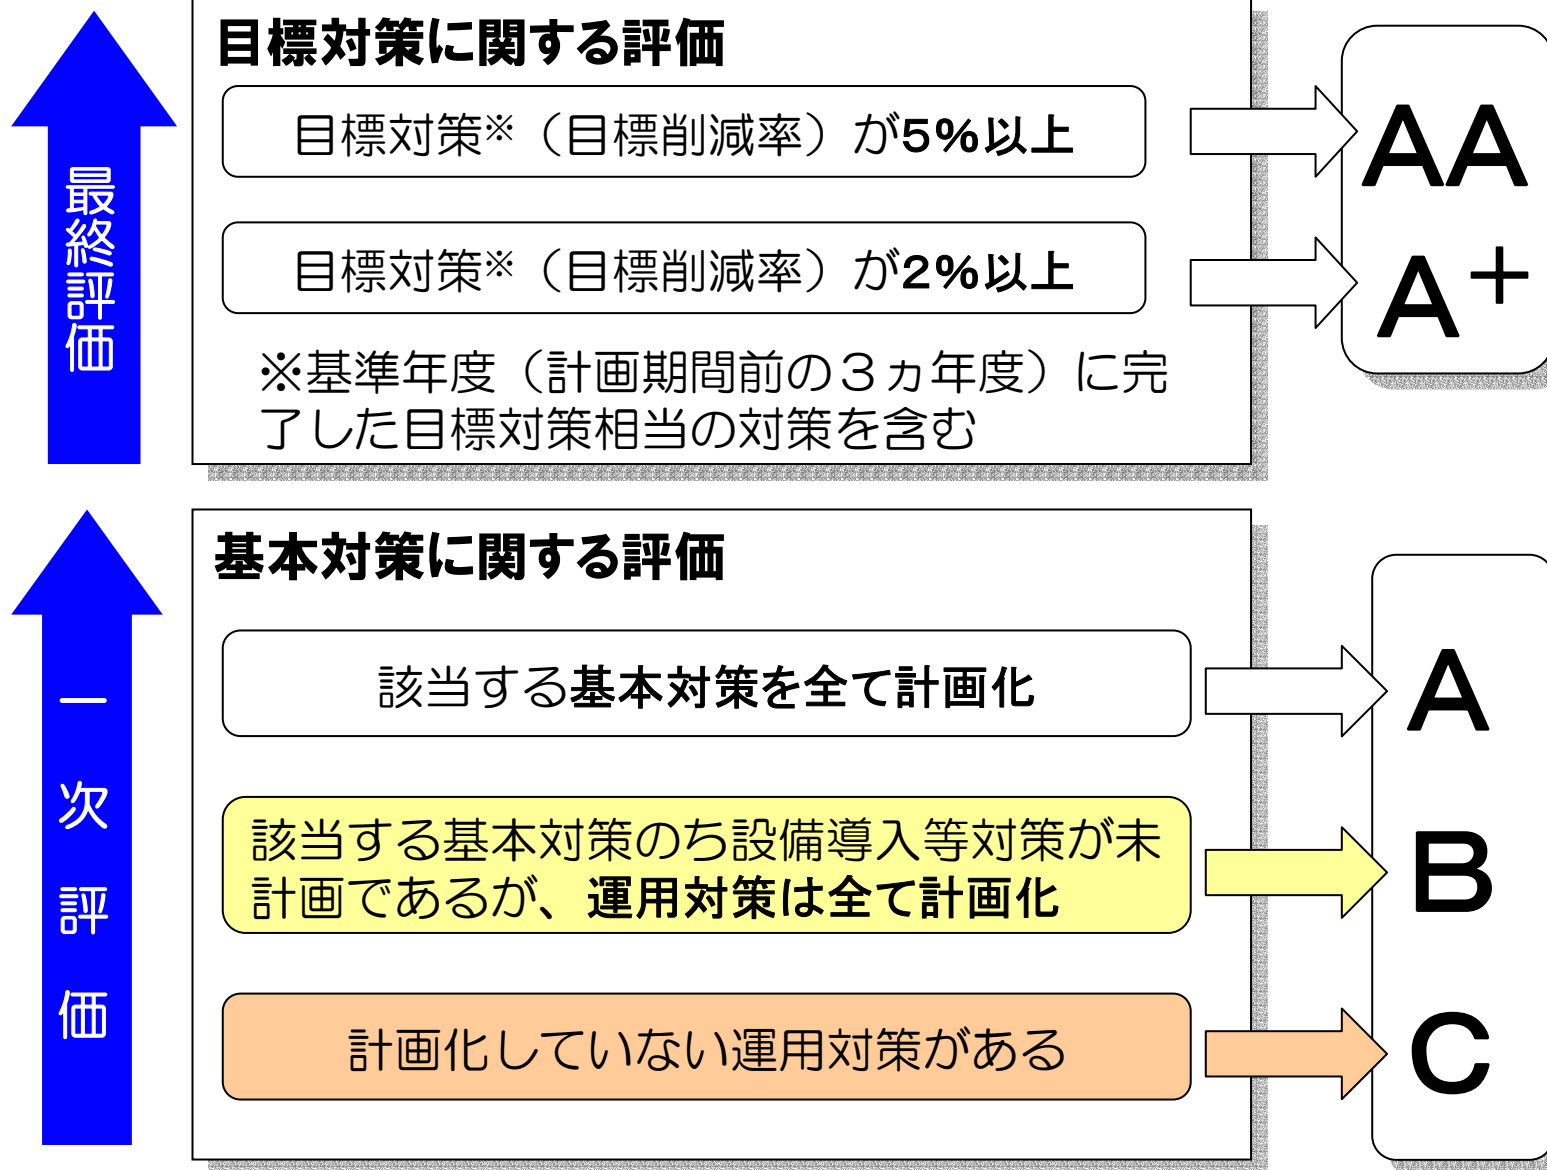 目標対策に関する評価
目標対策※（目標削減率）が5%以上
AA
目標対策※（目標削減率）が2%以上
A+
※基準年度（計画期間前の３ヵ年度）に完
了した目標対策相当の対策を含む
最終評価
基本対策に関する評価
該当する基本対策を全て計画化
A
該当する基本対策のち設備導入等対策が未
計画であるが、運用対策は全て計画化
B
計画化していない運用対策がある
C
一次評価